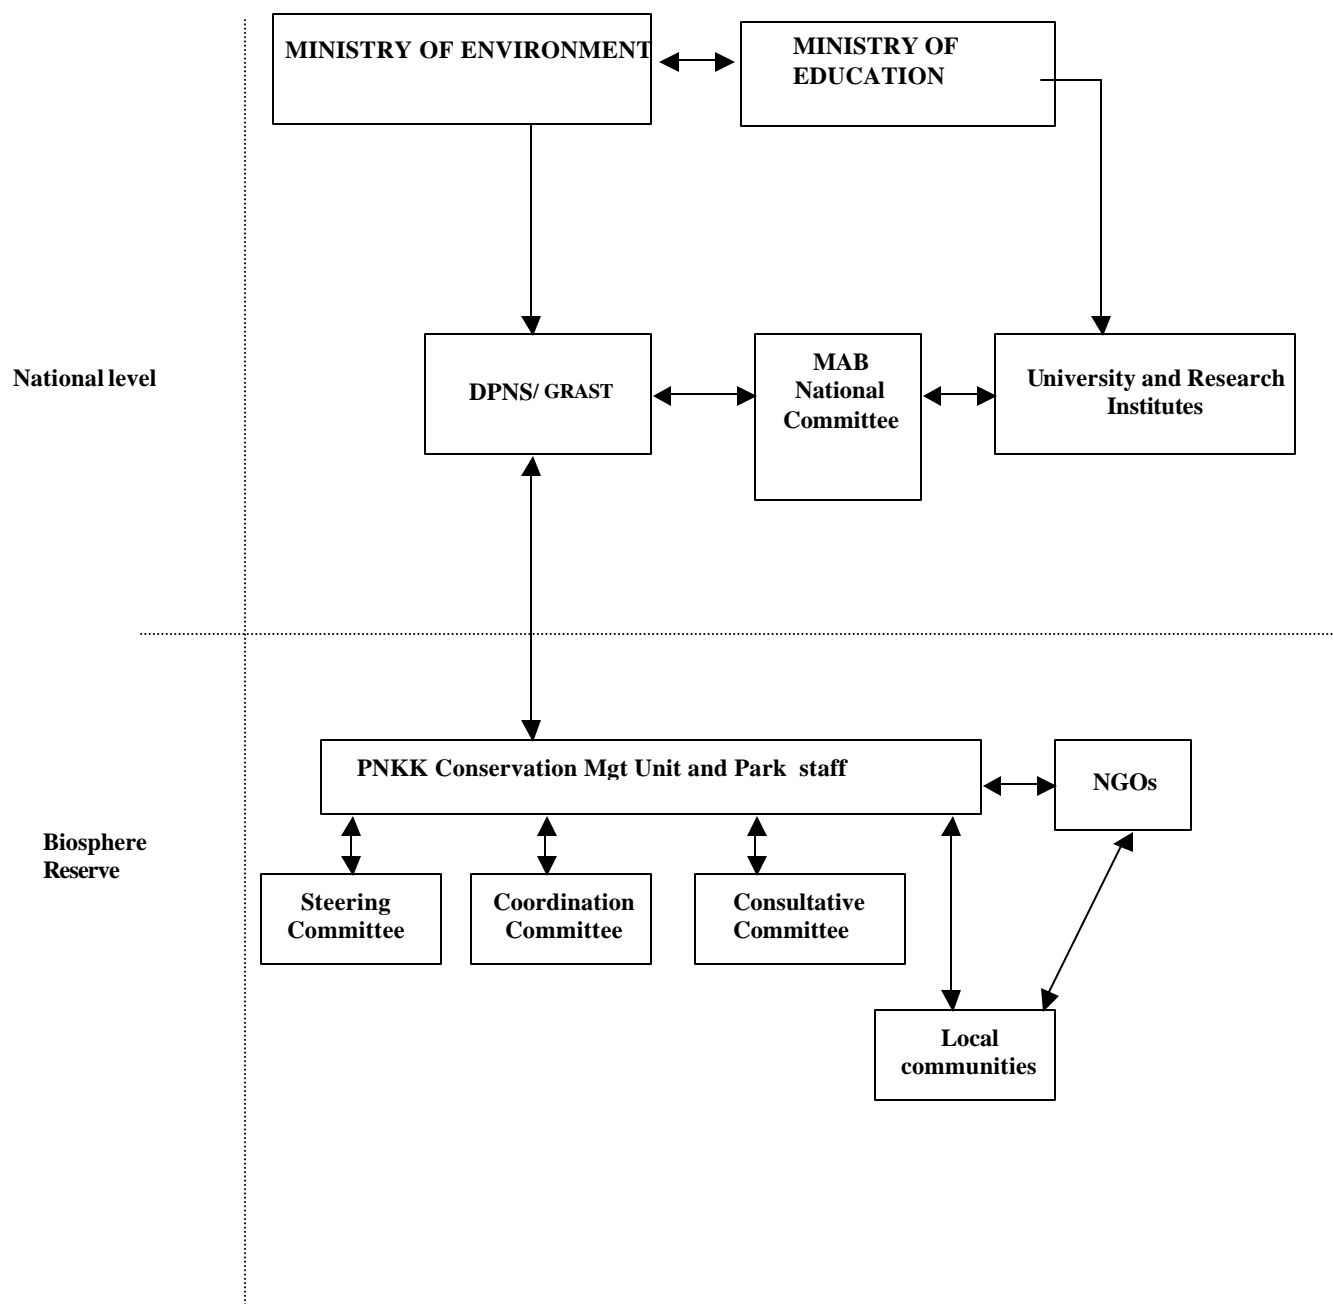 MINISTRY OF ENVIRONMENT
MINISTRY OF
EDUCATION
National level
DPNS/ GRAST
MAB
National
Committee
University and Research
Institutes
PNKK Conservation Mgt Unit and Park staff
NGOs
Biosphere
Reserve
Steering
Committee
Coordination
Committee
Consultative
Committee
Local
communities